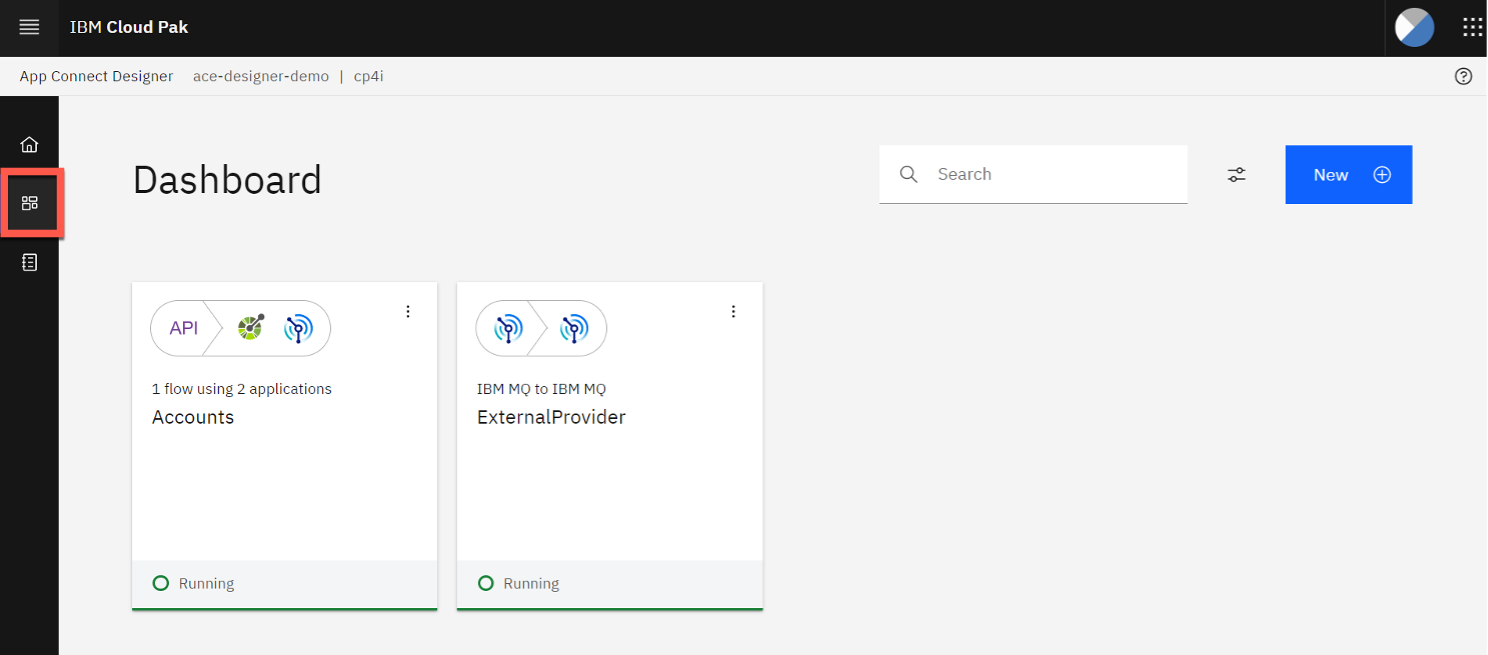 IBM Cloud Pak
App Connect Designer ace-designer-demo | cp4i
Dashboard
Search
New
API
1 flow using 2 applications
Accounts
Running
IBM MQ to IBM MQ
ExternalProvider
Running